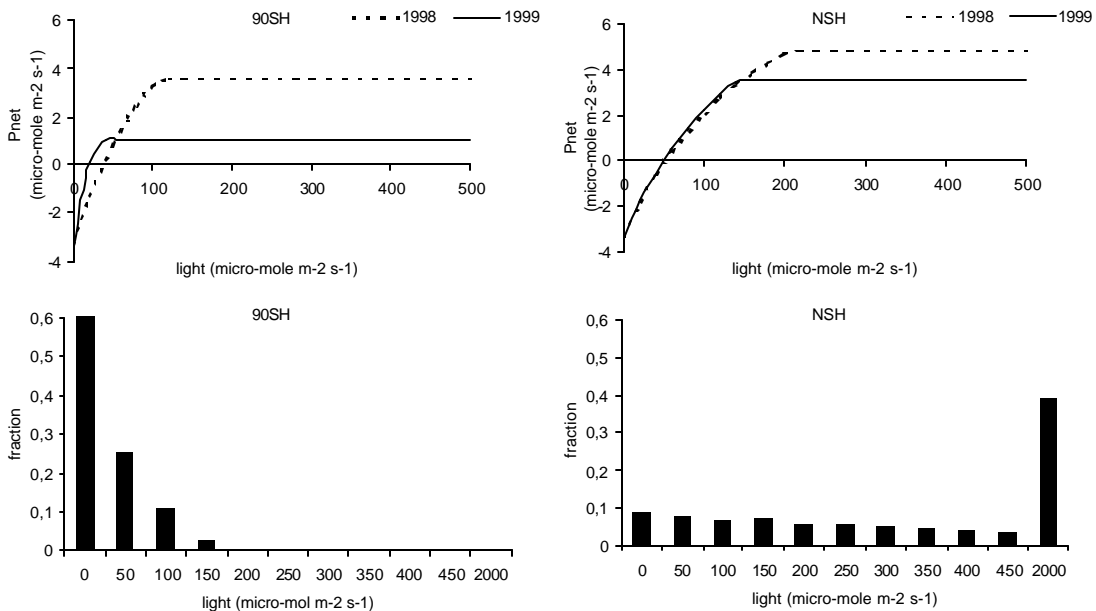 90SH
1998
1999
6
4
2
0
-2
-4
Pnet
(micro-mole m-2 s-1)
0
100
200
300
400
500
light (micro-mole m-2 s-1)
NSH
1998
1999
6
4
2
0
-2
-4
Pnet
(micro-mole m-2 s-1)
0
100
200
300
400
500
light (micro-mole m-2 s-1)
90SH
0,6
0,5
0,4
0,3
0,2
0,1
0
fraction
0 50 100 150 200 250 300 350 400 450 2000
light (micro-mol m-2 s-1)
NSH
0,6
0,5
0,4
0,3
0,2
0,1
0
fraction
0 50 100 150 200 250 300 350 400 450 2000
light (micro-mole m-2 s-1)